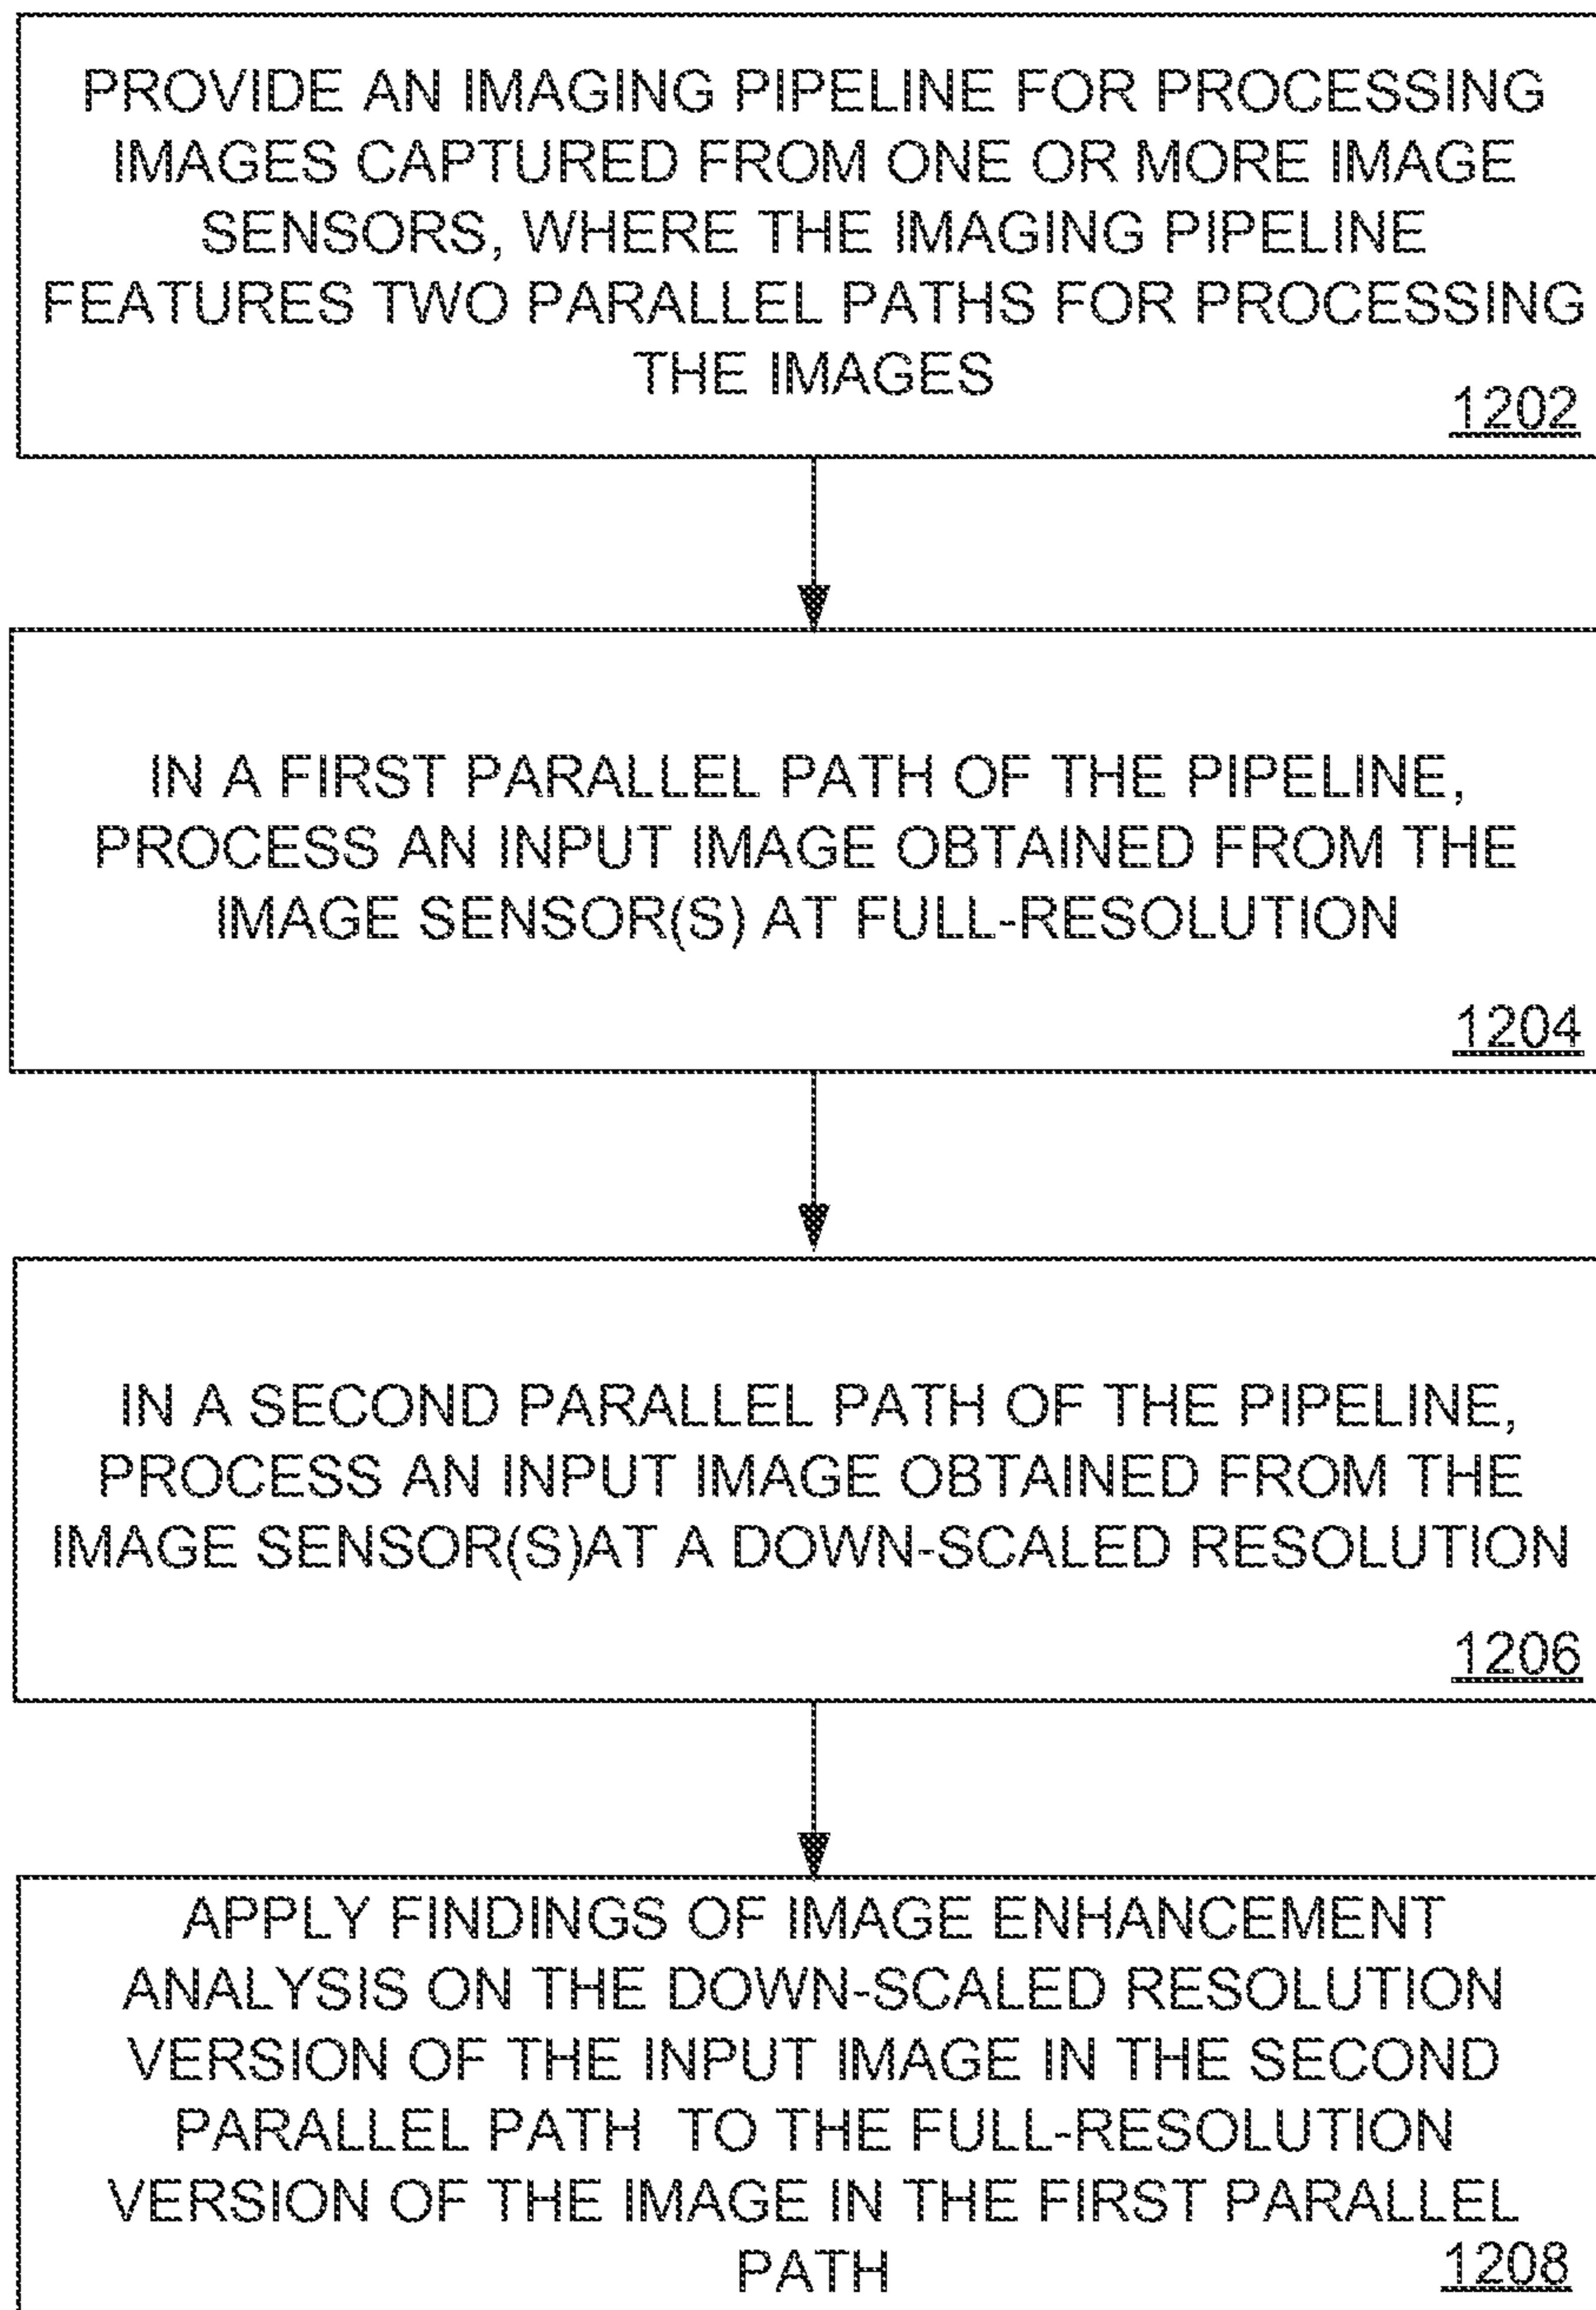 PROVIDE AN IMAGING PIPELINE FOR PROCESSING
IMAGES CAPTURED FROM ONE OR MORE IMAGE
SENSORS, WHERE THE IMAGING PIPELINE
FEATURES TWO PARALLEL PATHS FOR PROCESSING
THE IMAGES
1202
IN A FIRST PARALLEL PATH OF THE PIPELINE,
PROCESS AN INPUT IMAGE OBTAINED FROM THE
IMAGE SENSOR(S) AT FULL-RESOLUTION
1204
IN A SECOND PARALLEL PATH OF THE PIPELINE,
PROCESS AN INPUT IMAGE OBTAINED FROM THE
IMAGE SENSOR(S)AT A DOWN-SCALED RESOLUTION
1206
APPLY FINDINGS OF IMAGE ENHANCEMENT
ANALYSIS ON THE DOWN-SCALED RESOLUTION
VERSION OF THE INPUT IMAGE IN THE SECOND
PARALLEL PATH TO THE FULL-RESOLUTION
VERSION OF THE IMAGE IN THE FIRST PARALLEL
PATH
1208